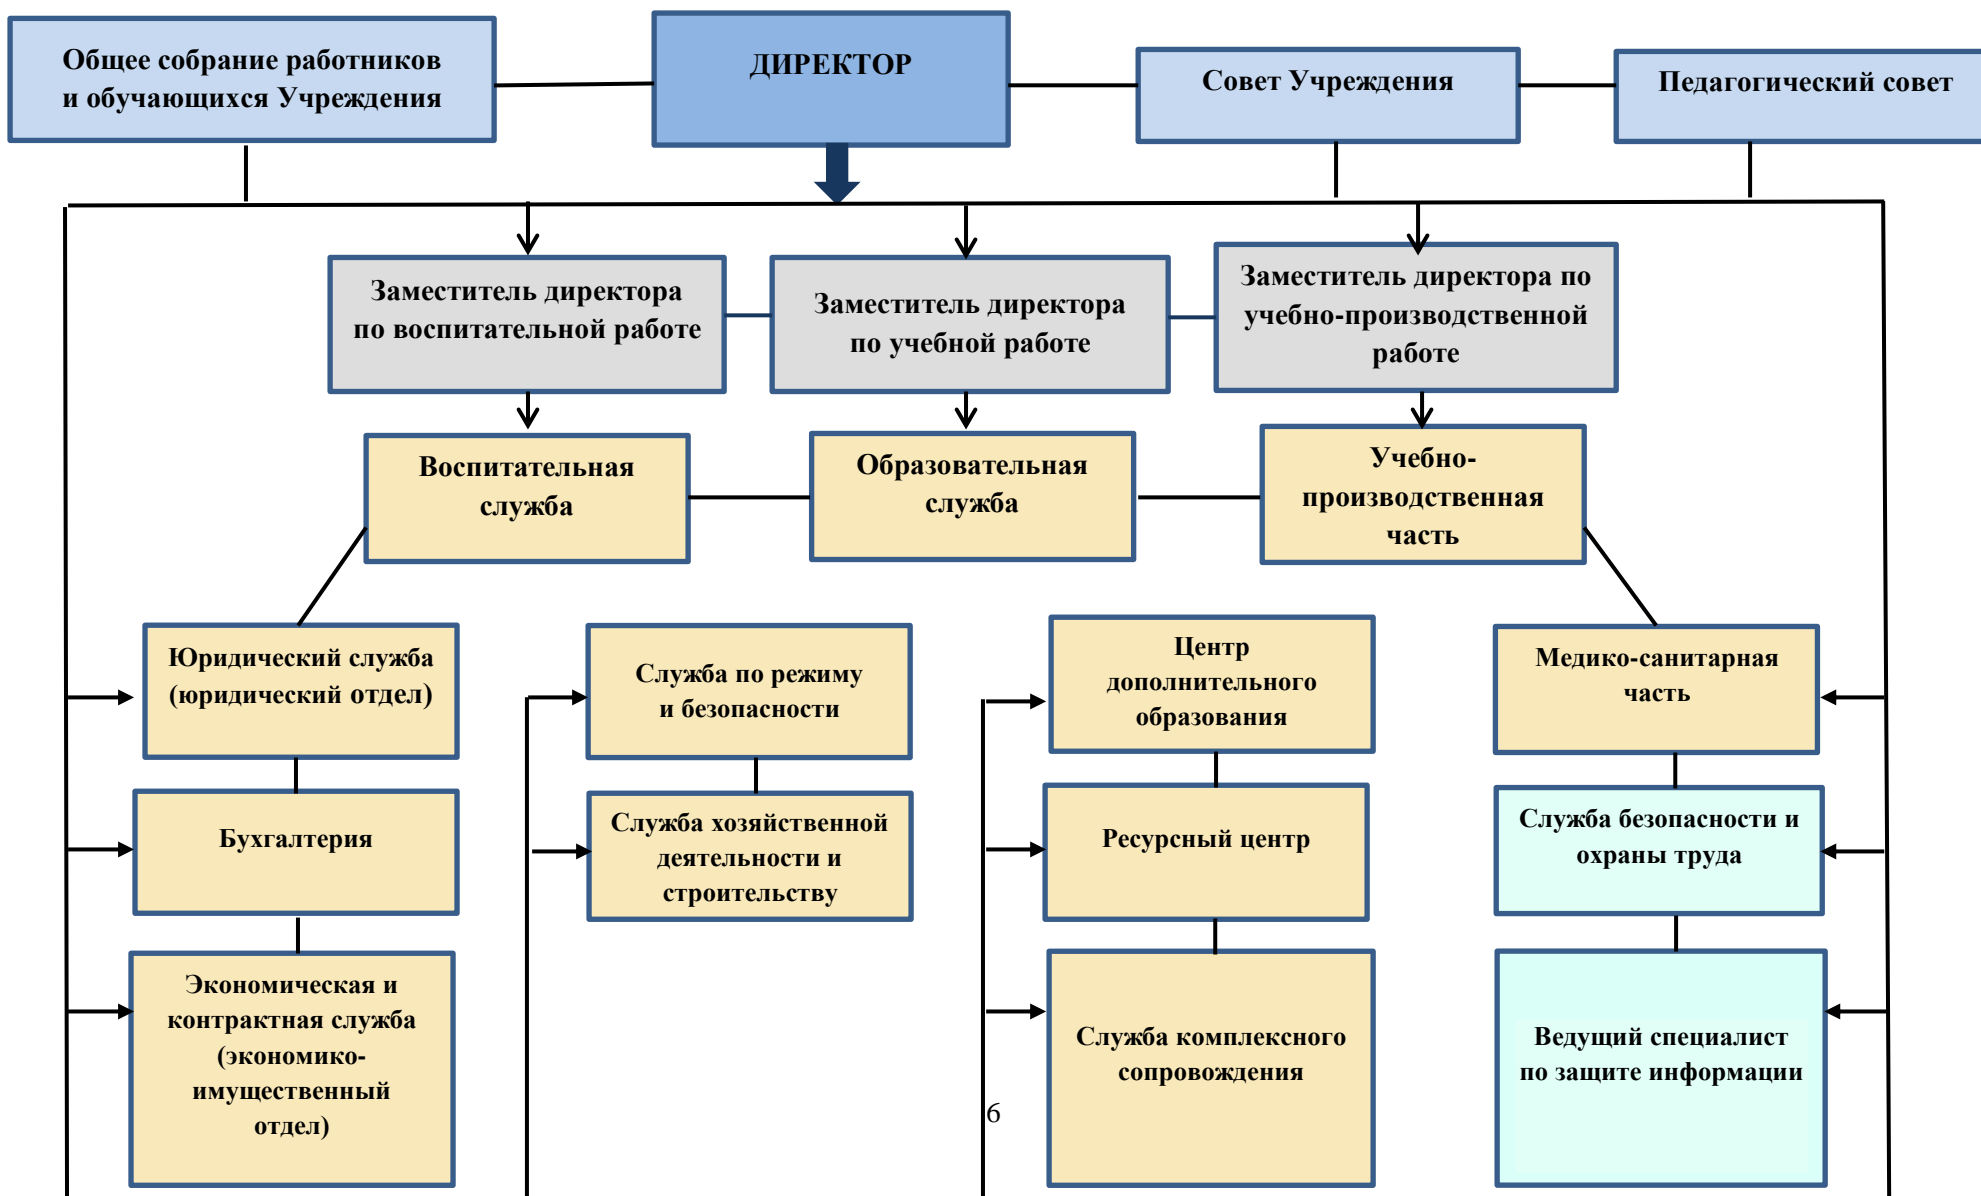 Общее собрание работников
и обучающихся Учреждения
ДИРЕКТОР
Совет Учреждения
Педагогический совет
Заместитель директора
по воспитательной работе
Заместитель директора
по учебной работе
Заместитель директора по
учебно-производственной
работе
Воспитательная
служба
Образовательная
служба
Учебно-
производственная
часть
Юридический служба
(юридический отдел)
Служба по режиму
и безопасности
Центр
дополнительного
образования
Медико-санитарная
часть
Бухгалтерия
Служба хозяйственной
деятельности и
строительству
Ресурсный центр
Служба безопасности и
охраны труда
Экономическая и
контрактная служба
(экономико-
имущественный
отдел)
Служба комплексного
сопровождения
Ведущий специалист
по защите информации
6